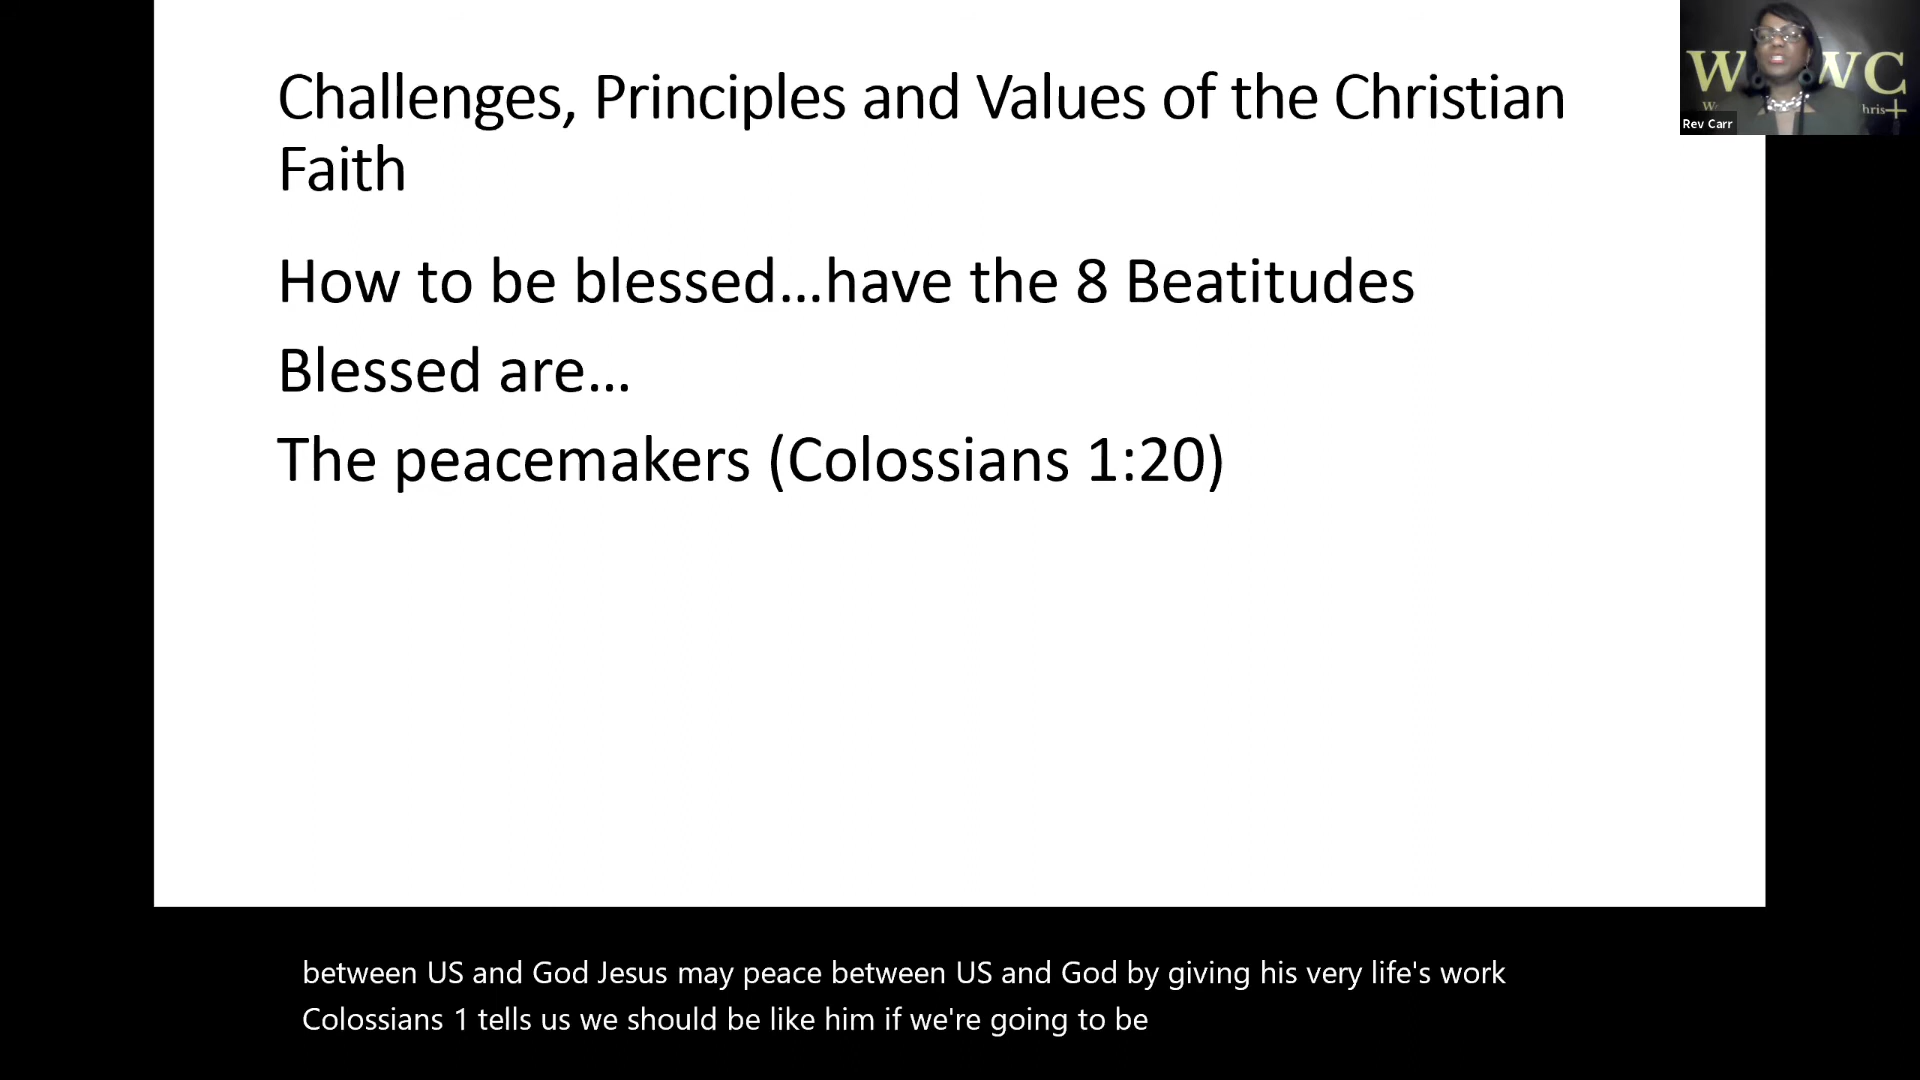 Challenges, Principles and Values of the Christian
Faith
How to be blessed...have the 8 Beatitudes
Blessed are...
The peacemakers (Colossians 1:20)
W WC
hris
Rev Carr
between US and God Jesus may peace between US and God by giving his very life's work
Colossians 1 tells us we should be like him if we're going to be